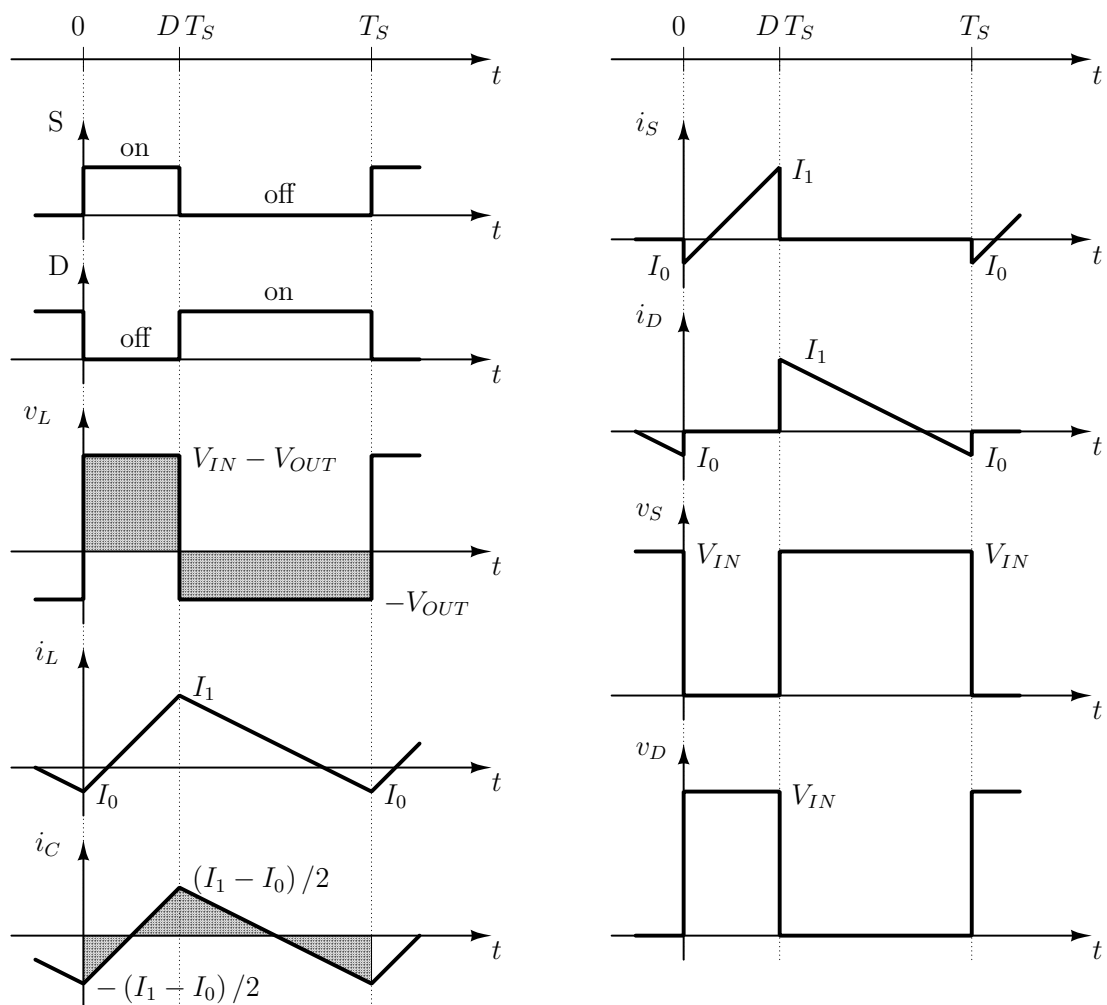 0 D T_S T_S
t
S
on
off
t
D
on
off
t
v_L
V_IN − V_OUT
t
−V_OUT
i_L
I_1
t
I_0 I_0
i_C
(I_1 − I_0) /2
t
− (I_1 − I_0) /2
0 D T_S T_S
t
i_S
I_1
t
I_0 I_0
i_D
I_1
t
I_0 I_0
v_S
V_IN V_IN
t
v_D
V_IN
t